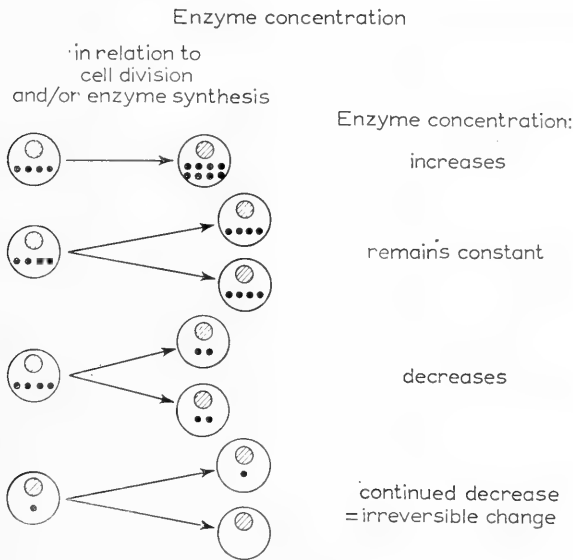 Enzyme concentration
in relation to
cell division
and/or enzyme synthesis
Enzyme concentration:
increases
remains constant
decreases
continued decrease
=irreversible change